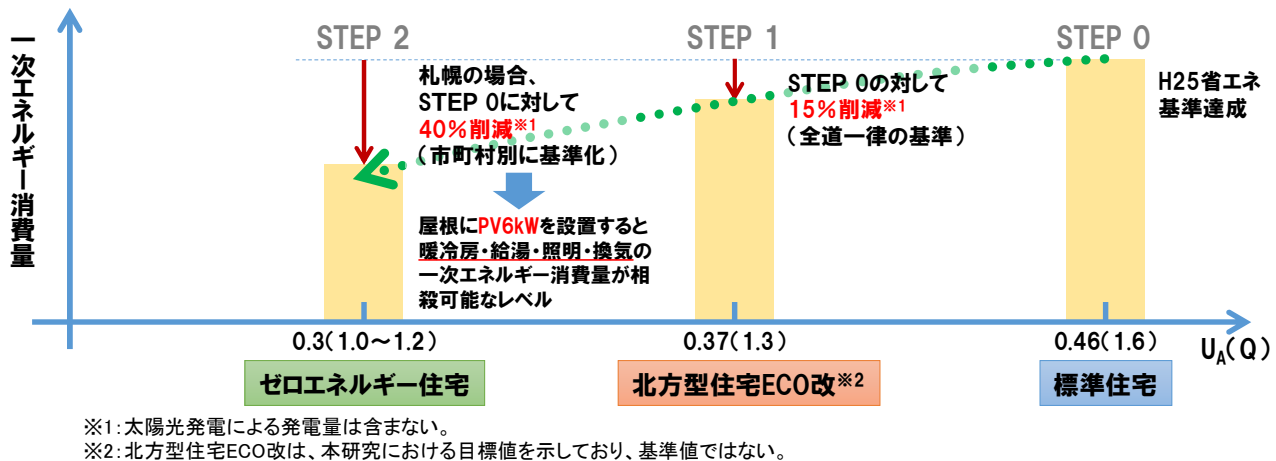 一次エネルギー消費量
STEP 2
STEP 1
STEP 0
札幌の場合、
STEP 0に対して
40%削減※1
(市町村別に基準化)
屋根にPV6kWを設置すると
暖冷房・給湯・照明・換気の
一次エネルギー消費量が相
殺可能なレベル
STEP 0の対して
15%削減※1
(全道一律の基準)
H25省エネ
基準達成
0.3(1.0～1.2)
0.37(1.3)
0.46(1.6)
UA(Q)
ゼロエネルギー住宅
北方型住宅ECO改※2
標準住宅
※1:太陽光発電による発電量は含まない。
※2:北方型住宅ECO改は、本研究における目標値を示しており、基準値ではない。